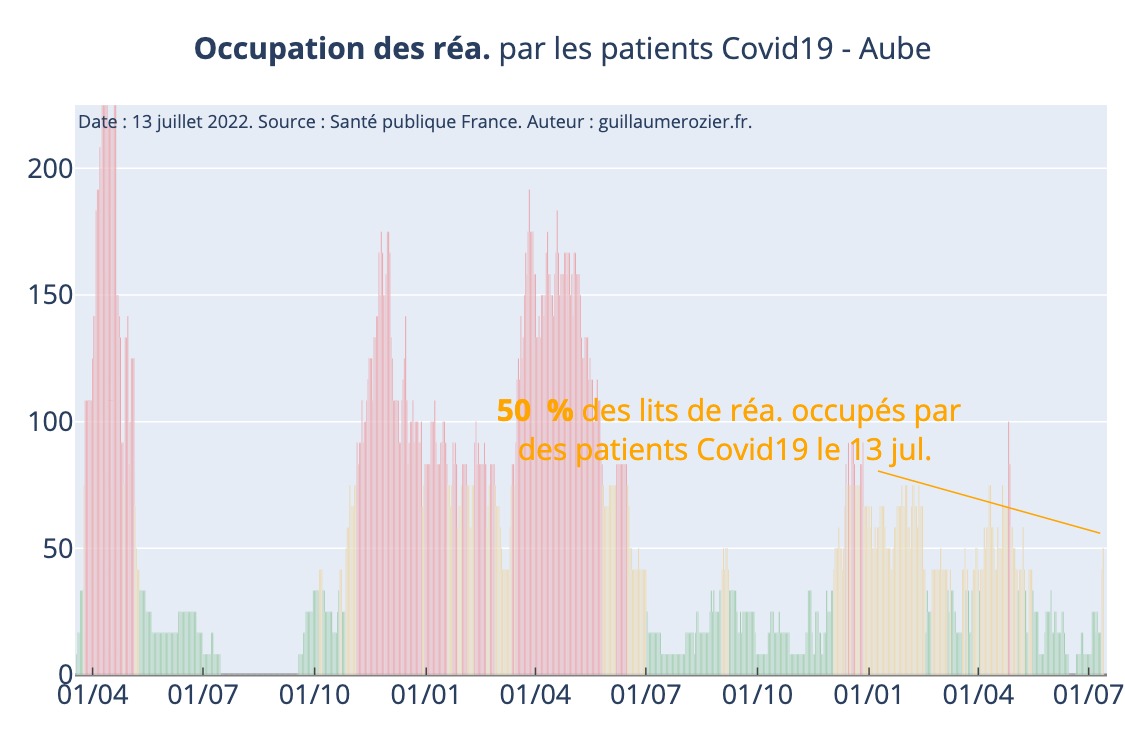 Occupation des réa. par les patients Covid19 - Aube
Date : 13 juillet 2022. Source : Santé publique France. Auteur : guillaumerozier.fr.
200
150
100
50
0
50 % des lits de réa. occupés par
des patients Covid19 le 13 jul.
01/04 01/07 01/10 01/01 01/04 01/07 01/10 01/01 01/04 01/07